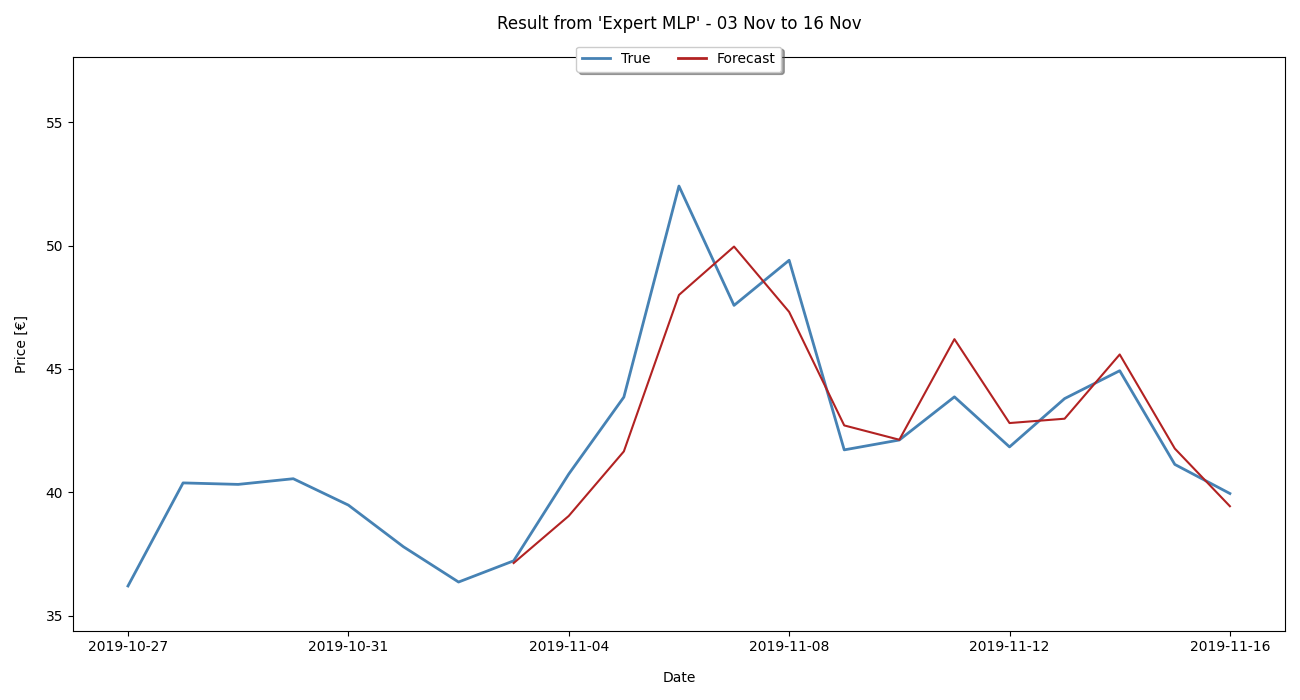 Result from 'Expert MLP' - 03 Nov to 16 Nov
True Forecast
Price [€]
55
50
45
40
35
2019-10-27 2019-10-31 2019-11-04 2019-11-08 2019-11-12 2019-11-16
Date